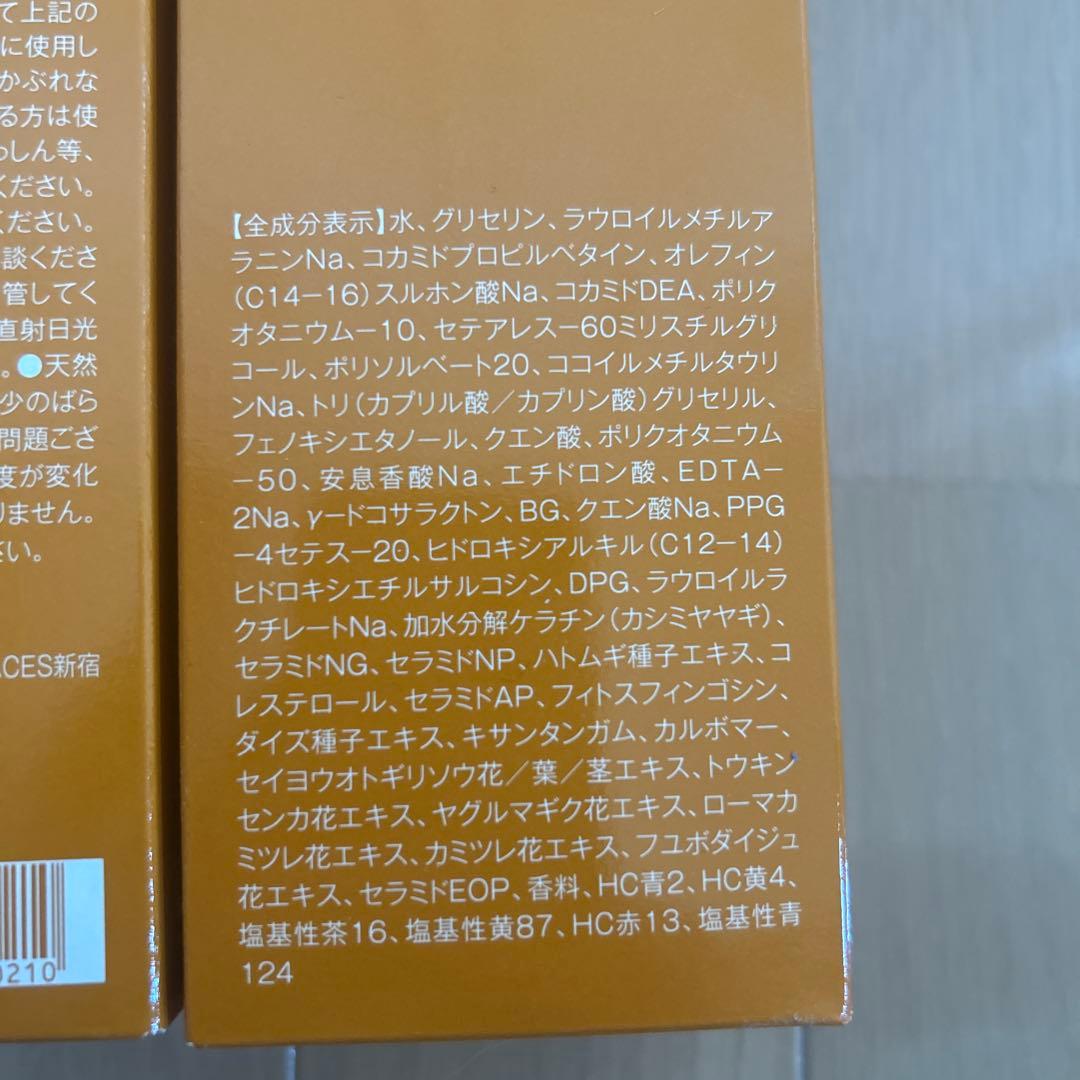 て上記の
に使用し
かぶれな
る方は使
っしん等、
ください。
ください。
談くださ
管してく
直射日光
。●天然
少のばら
問題ござ
度が変化
りません。
さい。
ACES新宿
0210
【全成分表示】水、グリセリン、ラウロイルメチルア
ラニンNa、コカミドプロピルベタイン、オレフィン
(C14−16)スルホン酸Na、コカミドDEA、ポリク
オタニウム−10、セテアレス−60ミリスチルグリ
コール、ポリソルベート20、ココイルメチルタウリ
ンNa、トリ(カプリル酸/カプリン酸)グリセリル、
フェノキシエタノール、クエン酸、ポリクオタニウム
−50、安息香酸Na、エチドロン酸、EDTA−
2Na、γ−ドコサラクトン、BG、クエン酸Na、PPG
−4セテス−20、ヒドロキシアルキル(C12−14)
ヒドロキシエチルサルコシン、DPG、ラウロイルラ
クチレートNa、加水分解ケラチン(カシミヤヤギ)、
セラミドNG、セラミドNP、ハトムギ種子エキス、コ
レステロール、セラミドAP、フィトスフィンゴシン、
ダイズ種子エキス、キサンタンガム、カルボマー、
セイヨウオトギリソウ花/葉/茎エキス、トウキン
センカ花エキス、ヤグルマギク花エキス、ローマカ
ミツレ花エキス、カミツレ花エキス、フユボダイジュ
花エキス、セラミドEOP、香料、HC青2、HC黄4、
塩基性茶16、塩基性黄87、HC赤13、塩基性青
124